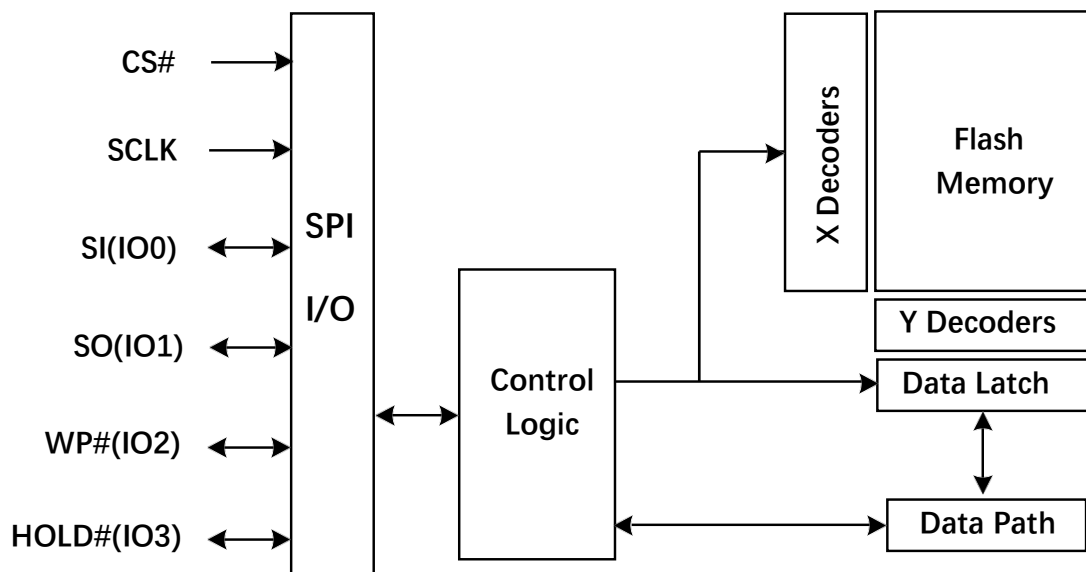 CS#
SCLK
SI(IO0)
SO(IO1)
WP#(IO2)
HOLD#(IO3)
SPI
I/O
Control
Logic
X Decoders
Flash
Memory
Y Decoders
Data Latch
Data Path